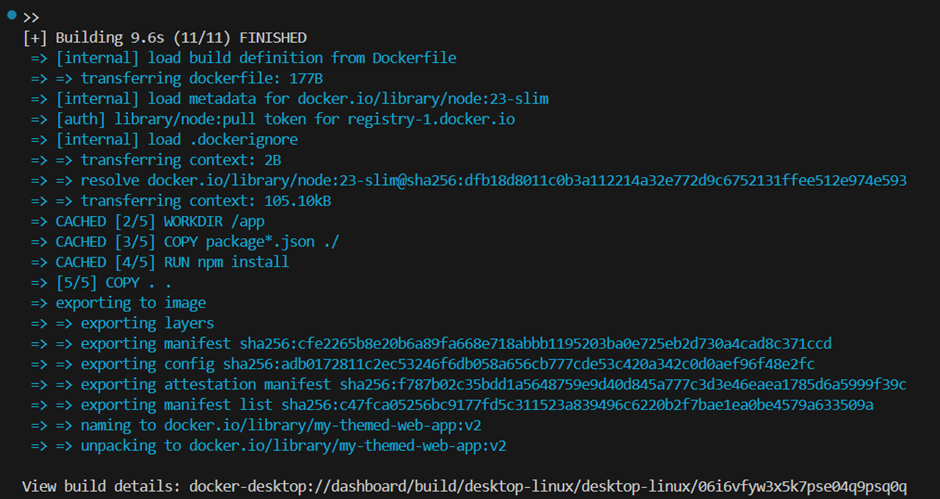 >>
[+] Building 9.6s (11/11) FINISHED
=> [internal] load build definition from Dockerfile
=> => transferring dockerfile: 177B
=> [internal] load metadata for docker.io/library/node:23-slim
=> [auth] library/node:pull token for registry-1.docker.io
=> [internal] load .dockerignore
=> => transferring context: 2B
=> => resolve docker.io/library/node:23-slim@sha256:dfb18d8011c0b3a112214a32e772d9c6752131ffee512e974e593
=> => transferring context: 105.10kB
=> CACHED [2/5] WORKDIR /app
=> CACHED [3/5] COPY package*.json ./
=> CACHED [4/5] RUN npm install
=> [5/5] COPY . .
=> exporting to image
=> => exporting layers
=> => exporting manifest sha256:cfe2265b8e20b6a89fa668e718abbb1195203ba0e725eb2d730a4cad8c371ccd
=> => exporting config sha256:adb0172811c2ec53246f6db058a656cb777cde53c420a342c0d0aef96f48e2fc
=> => exporting attestation manifest sha256:f787b02c35bdd1a5648759e9d40d845a777c3d3e46eaea1785d6a5999f39c
=> => exporting manifest list sha256:c47fca05256bc9177fd5c311523a839496c6220b2f7bae1ea0be4579a633509a
=> => naming to docker.io/library/my-themed-web-app:v2
=> => unpacking to docker.io/library/my-themed-web-app:v2
View build details: docker-desktop://dashboard/build/desktop-linux/desktop-linux/06i6vfyw3x5k7pse04q9psq0q